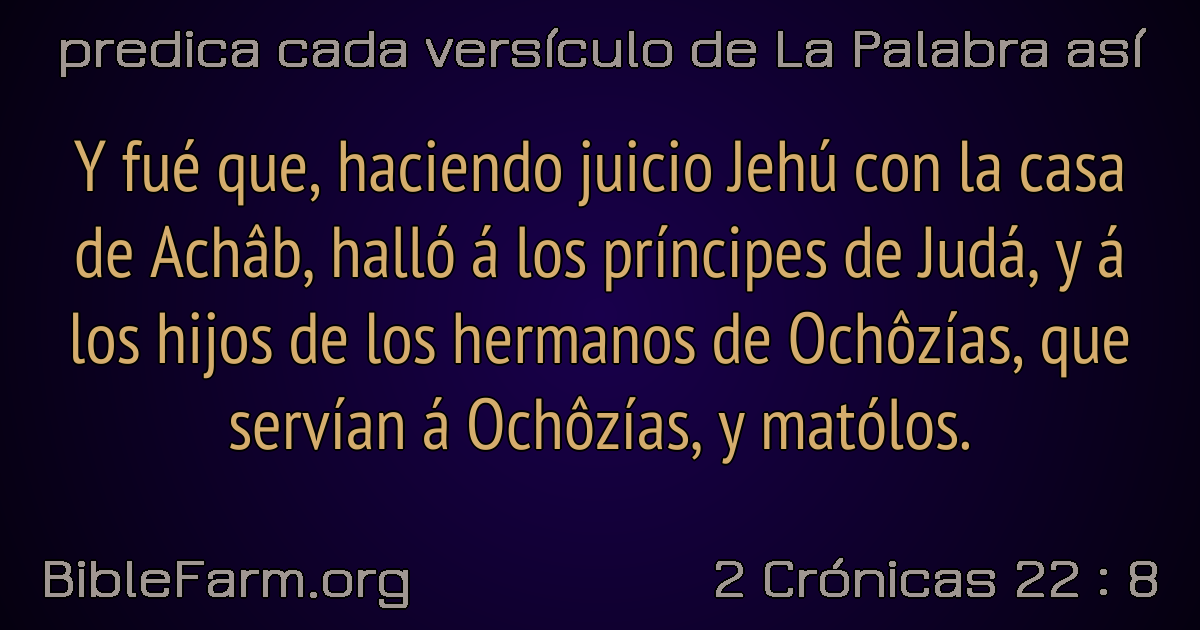 predica cada versículo de La Palabra así
Y fué que, haciendo juicio Jehú con la casa
de Achâb, halló á los príncipes de Judá, y á
los hijos de los hermanos de Ochôzías, que
servían á Ochôzías, y matólos.
BibleFarm.org
2 Crónicas 22 : 8